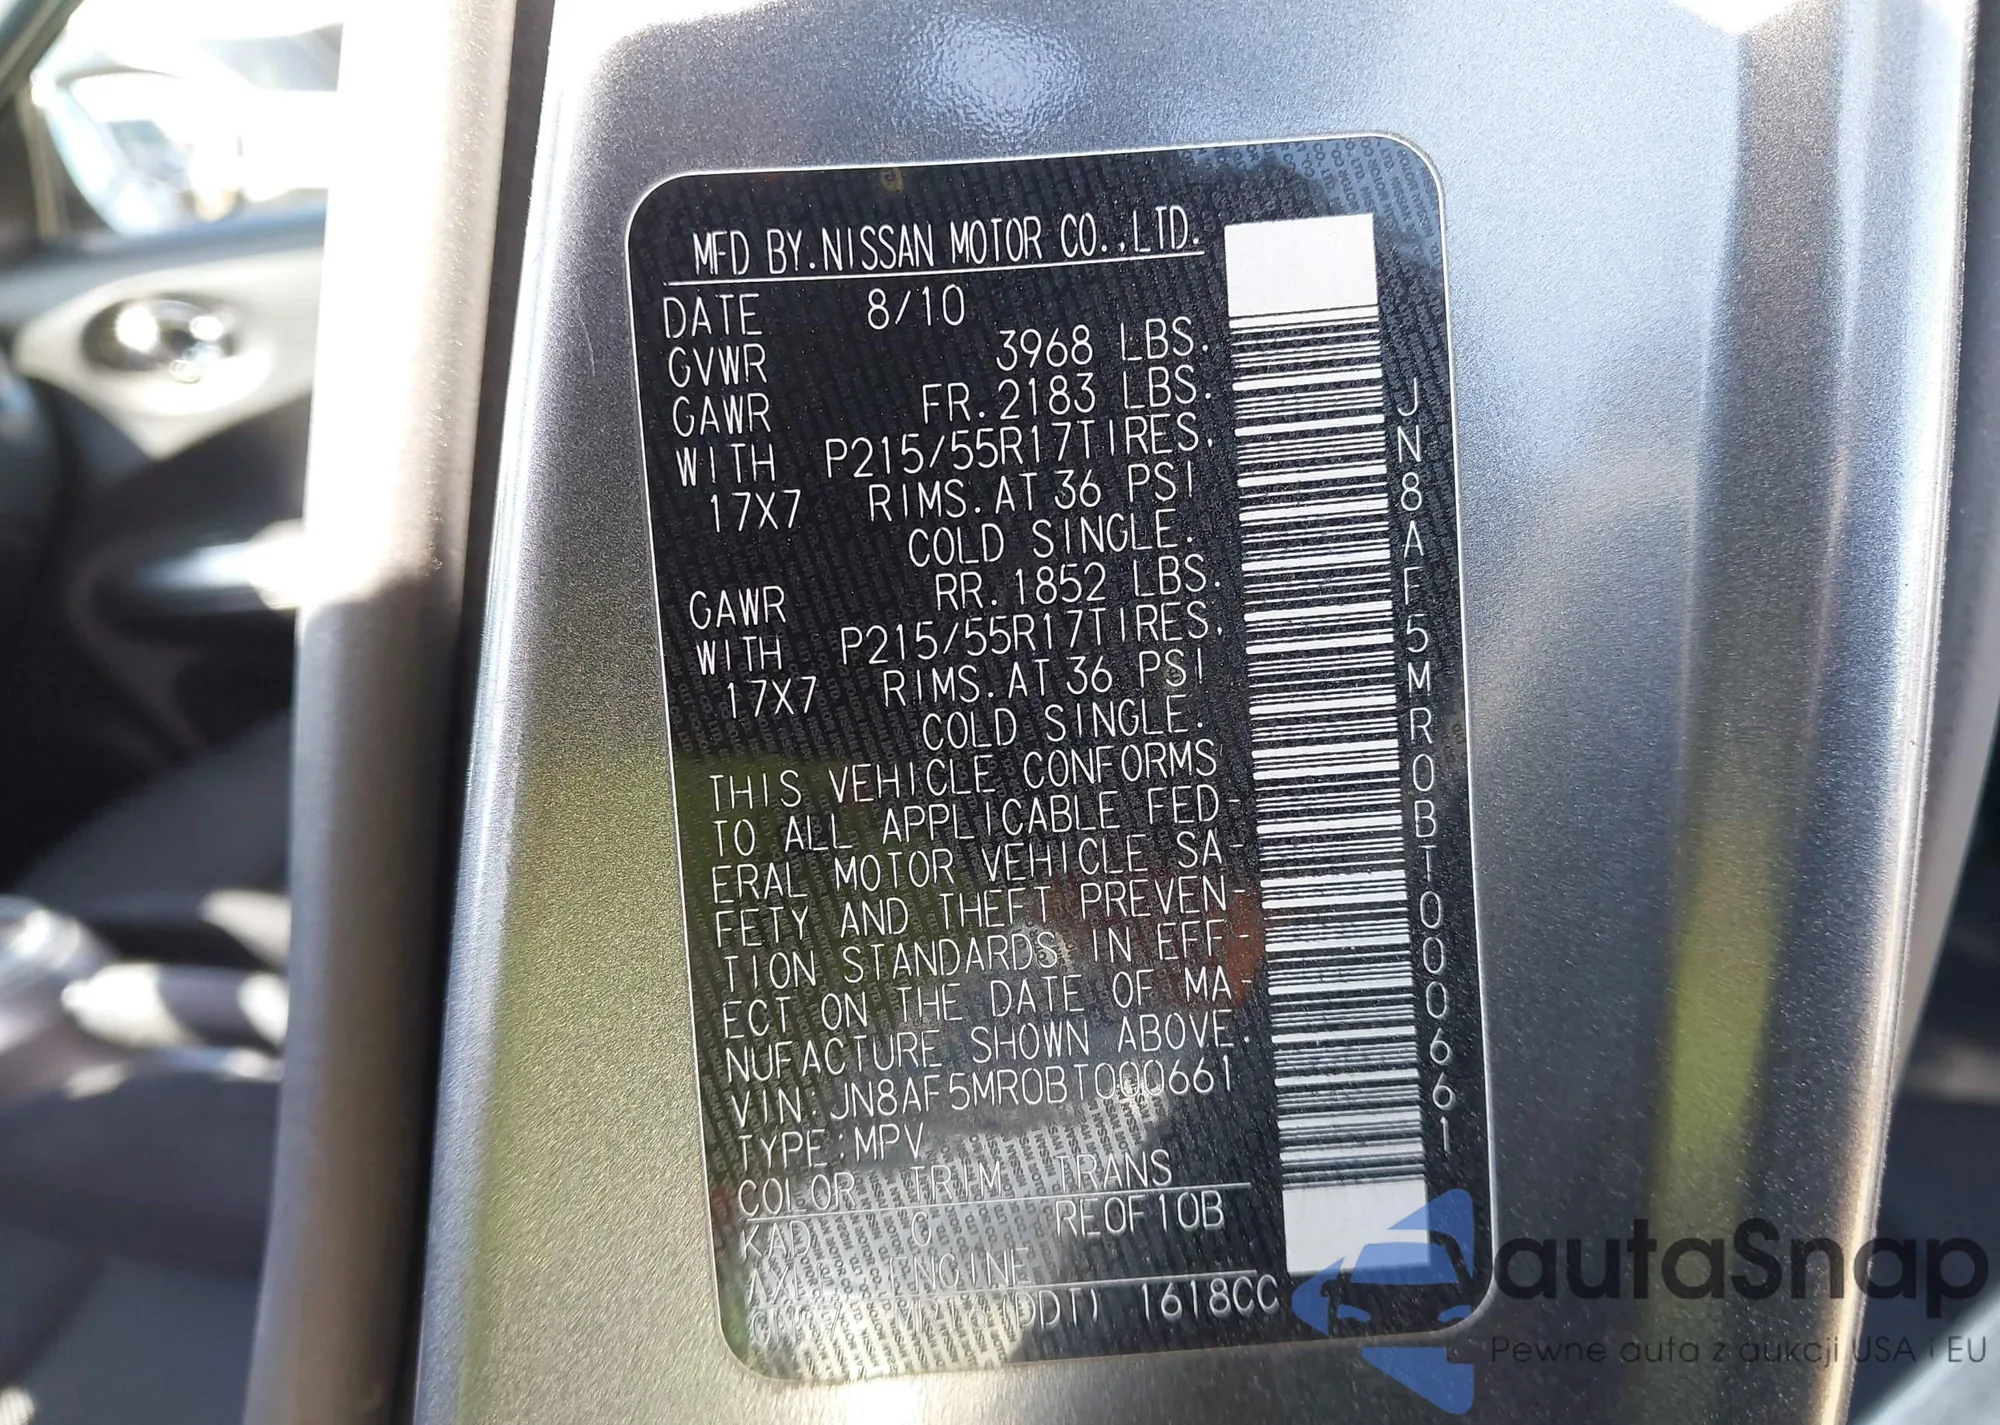 MFD BY.NISSAN MOTOR CO.,LTD.
DATE 8/10
GVWR 3968 LBS.
GAWR FR.2183 LBS.
WITH P215/55R17TIRES.
17X7 RIMS.AT 36 PSI
COLD SINGLE.
GAWR RR.1852 LBS.
WITH P215/55R17TIRES.
17X7 RIMS.AT 36 PSI
COLD SINGLE.
THIS VEHICLE CONFORMS
TO ALL APPLICABLE FED-
ERAL MOTOR VEHICLE SA-
FETY AND THEFT PREVEN-
TION STANDARDS IN EFF-
ECT ON THE DATE OF MA-
NUFACTURE SHOWN ABOVE.
VIN:JN8AF5MR0BT000661
TYPE:MPV
COLOR TRIM TRANS
KAD G RE0F10B
AXLE ENGINE
MR16(DDT) 1618CC
JN8AF5MR0BT000661
autaSnap
Pewne auta z aukcji USA i EU